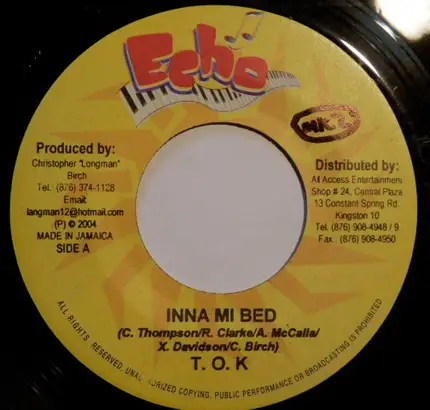 Echo
MK2
Produced by:
Christopher "Longman"
Birch
Tel: (876) 374-1128
Email:
langman12@hotmail.com
(P) © 2004
MADE IN JAMAICA
SIDE A
Distributed by:
All Access Entertainment
Shop # 24, Central Plaza
13 Constant Spring Rd.
Kingston 10
Tel. (876) 908-4948 / 9
Fax : (876) 908-4950
INNA MI BED
(C. Thompson/R. Clarke/A. McCalla/
X. Davidson/C. Birch)
T. O. K
ALL RIGHTS RESERVED, UNAUTHORIZED COPYING, PUBLIC PERFORMANCE OR BROADCASTING IS PROHIBITED